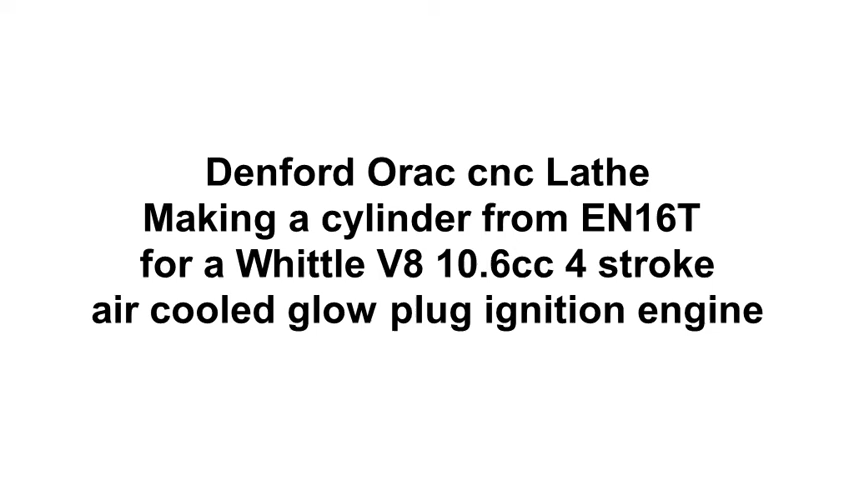 Denford Orac cnc Lathe
Making a cylinder from EN16T
for a Whittle V8 10.6cc 4 stroke
air cooled glow plug ignition engine